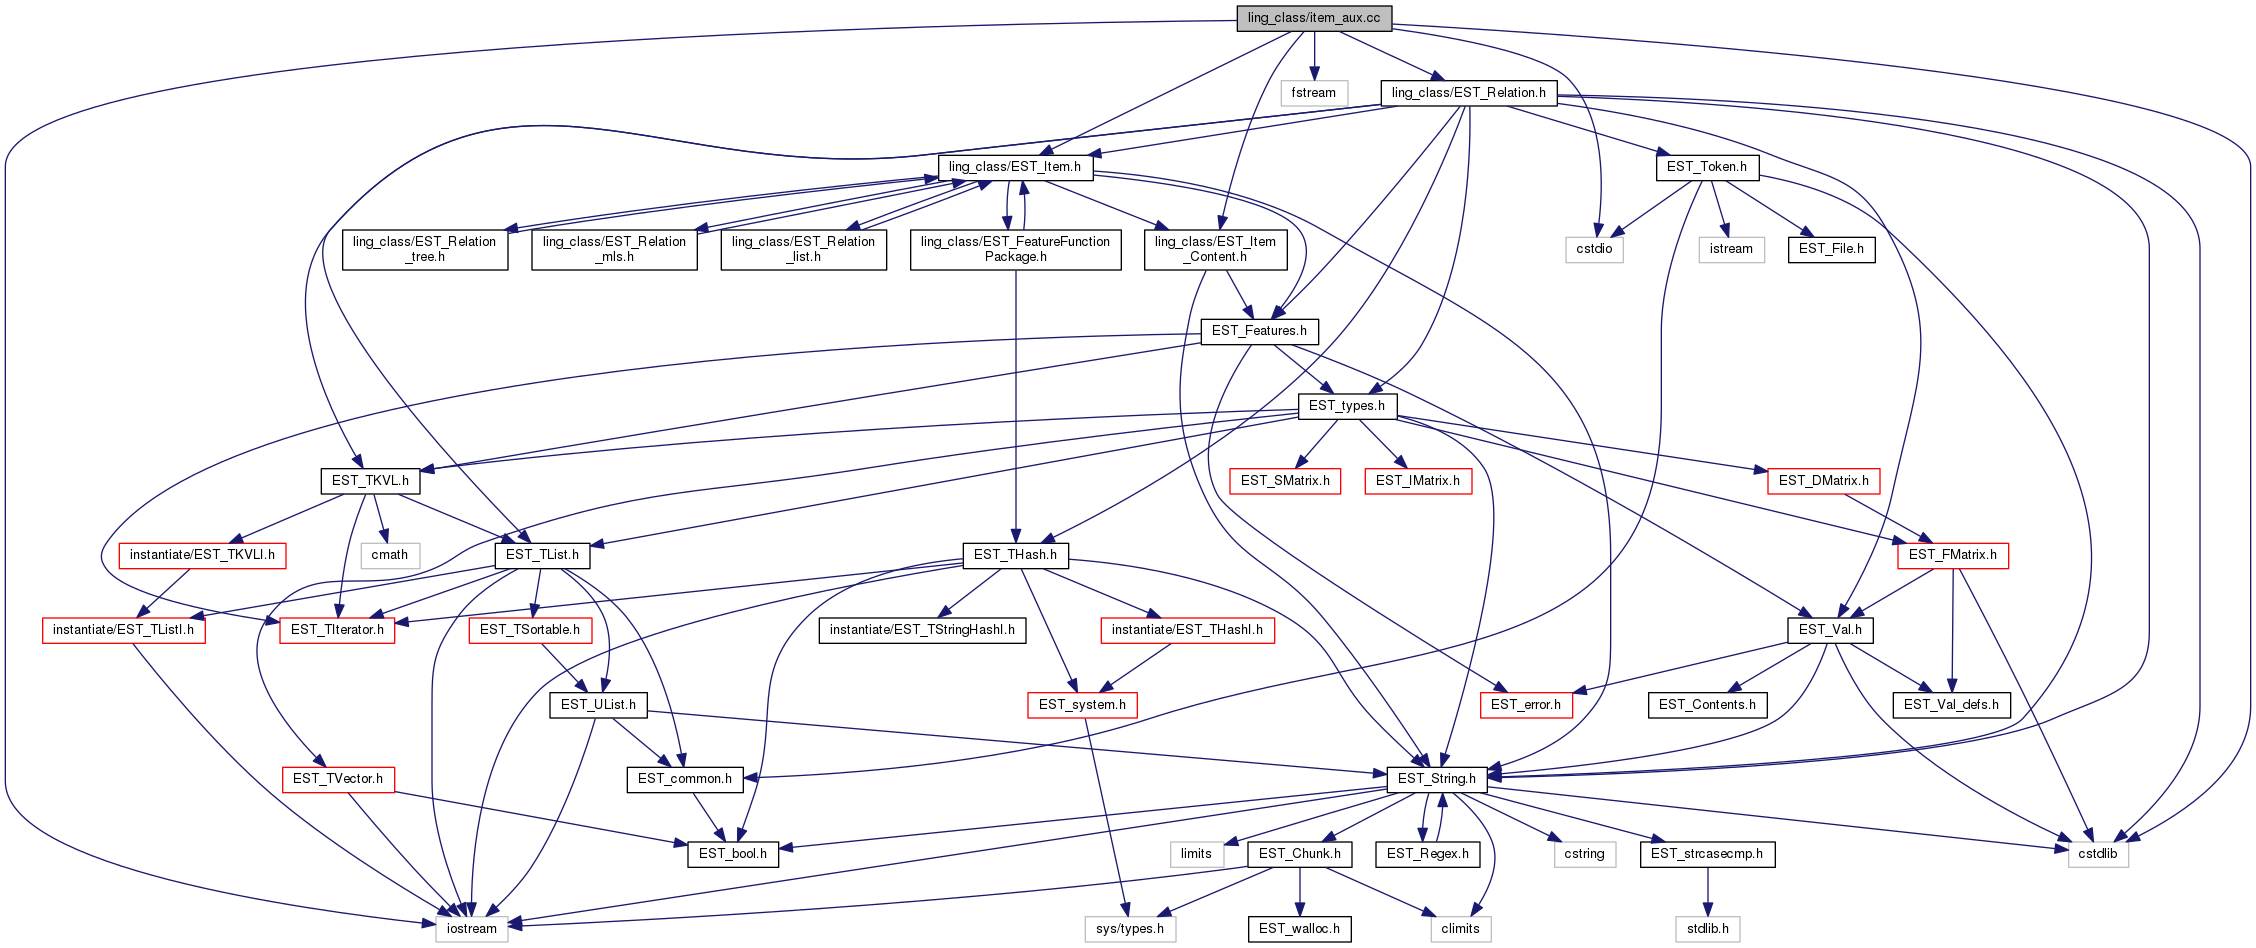 ling_class/item_aux.cc
fstream
ling_class/EST_Relation.h
ling_class/EST_Item.h
EST_Token.h
ling_class/EST_Relation
_tree.h
ling_class/EST_Relation
_mls.h
ling_class/EST_Relation
_list.h
ling_class/EST_FeatureFunction
Package.h
ling_class/EST_Item
_Content.h
cstdio
istream
EST_File.h
EST_Features.h
EST_types.h
EST_TKVL.h
EST_SMatrix.h
EST_IMatrix.h
EST_DMatrix.h
instantiate/EST_TKVLI.h
cmath
EST_TList.h
EST_THash.h
EST_FMatrix.h
instantiate/EST_TListI.h
EST_TIterator.h
EST_TSortable.h
instantiate/EST_TStringHashI.h
instantiate/EST_THashI.h
EST_Val.h
EST_UList.h
EST_system.h
EST_error.h
EST_Contents.h
EST_Val_defs.h
EST_TVector.h
EST_common.h
EST_String.h
EST_bool.h
limits
EST_Chunk.h
EST_Regex.h
cstring
EST_strcasecmp.h
cstdlib
iostream
sys/types.h
EST_walloc.h
climits
stdlib.h